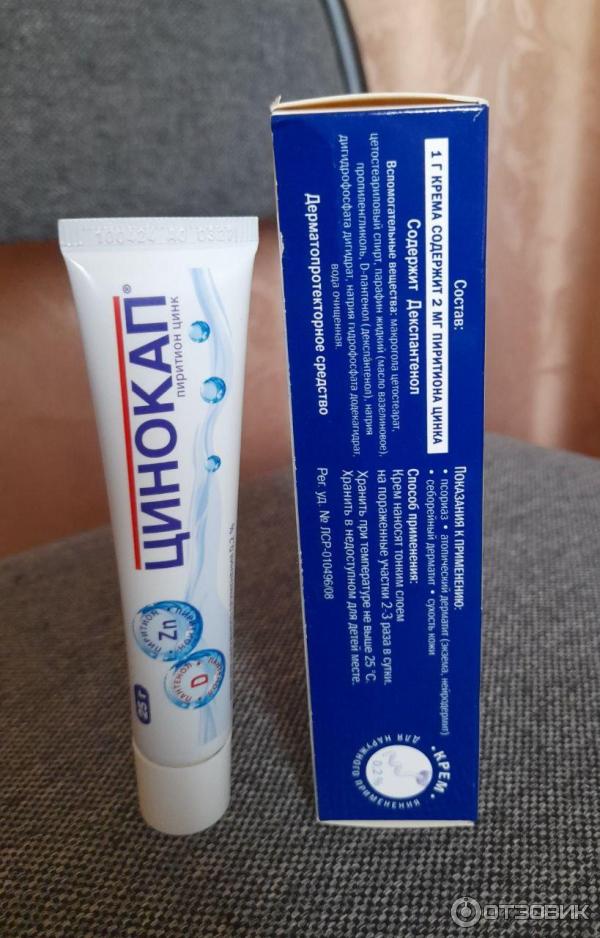 ЦИНОКАП®
пиритион цинк
ПИРИТИОН
Zn
ПАНТЕНОЛ
D
25 г
Состав:
1 Г КРЕМА СОДЕРЖИТ 2 МГ ПИРИТИОНА ЦИНКА
Содержит Декспантенол
Вспомогательные вещества: макрогола цетостеарат,
цетостеариловый спирт, парафин жидкий (масло вазелиновое),
пропиленгликоль, D-пантенол (декспантенол), натрия
дигидрофосфата дигидрат, натрия гидрофосфата додекагидрат,
вода очищенная.
Дерматопротекторное средство
Показания к применению:
• псориаз • атопический дерматит (экзема, нейродермит)
• себорейный дерматит • сухость кожи
Способ применения:
Крем наносят тонким слоем
на пораженные участки 2-3 раза в сутки.
Хранить при температуре не выше 25 °С.
Хранить в недоступном для детей месте.
Рег. уд. № ЛСР-010496/08
• КРЕМ •
ДЛЯ НАРУЖНОГО ПРИМЕНЕНИЯ
0,2%
ОТЗОВИК